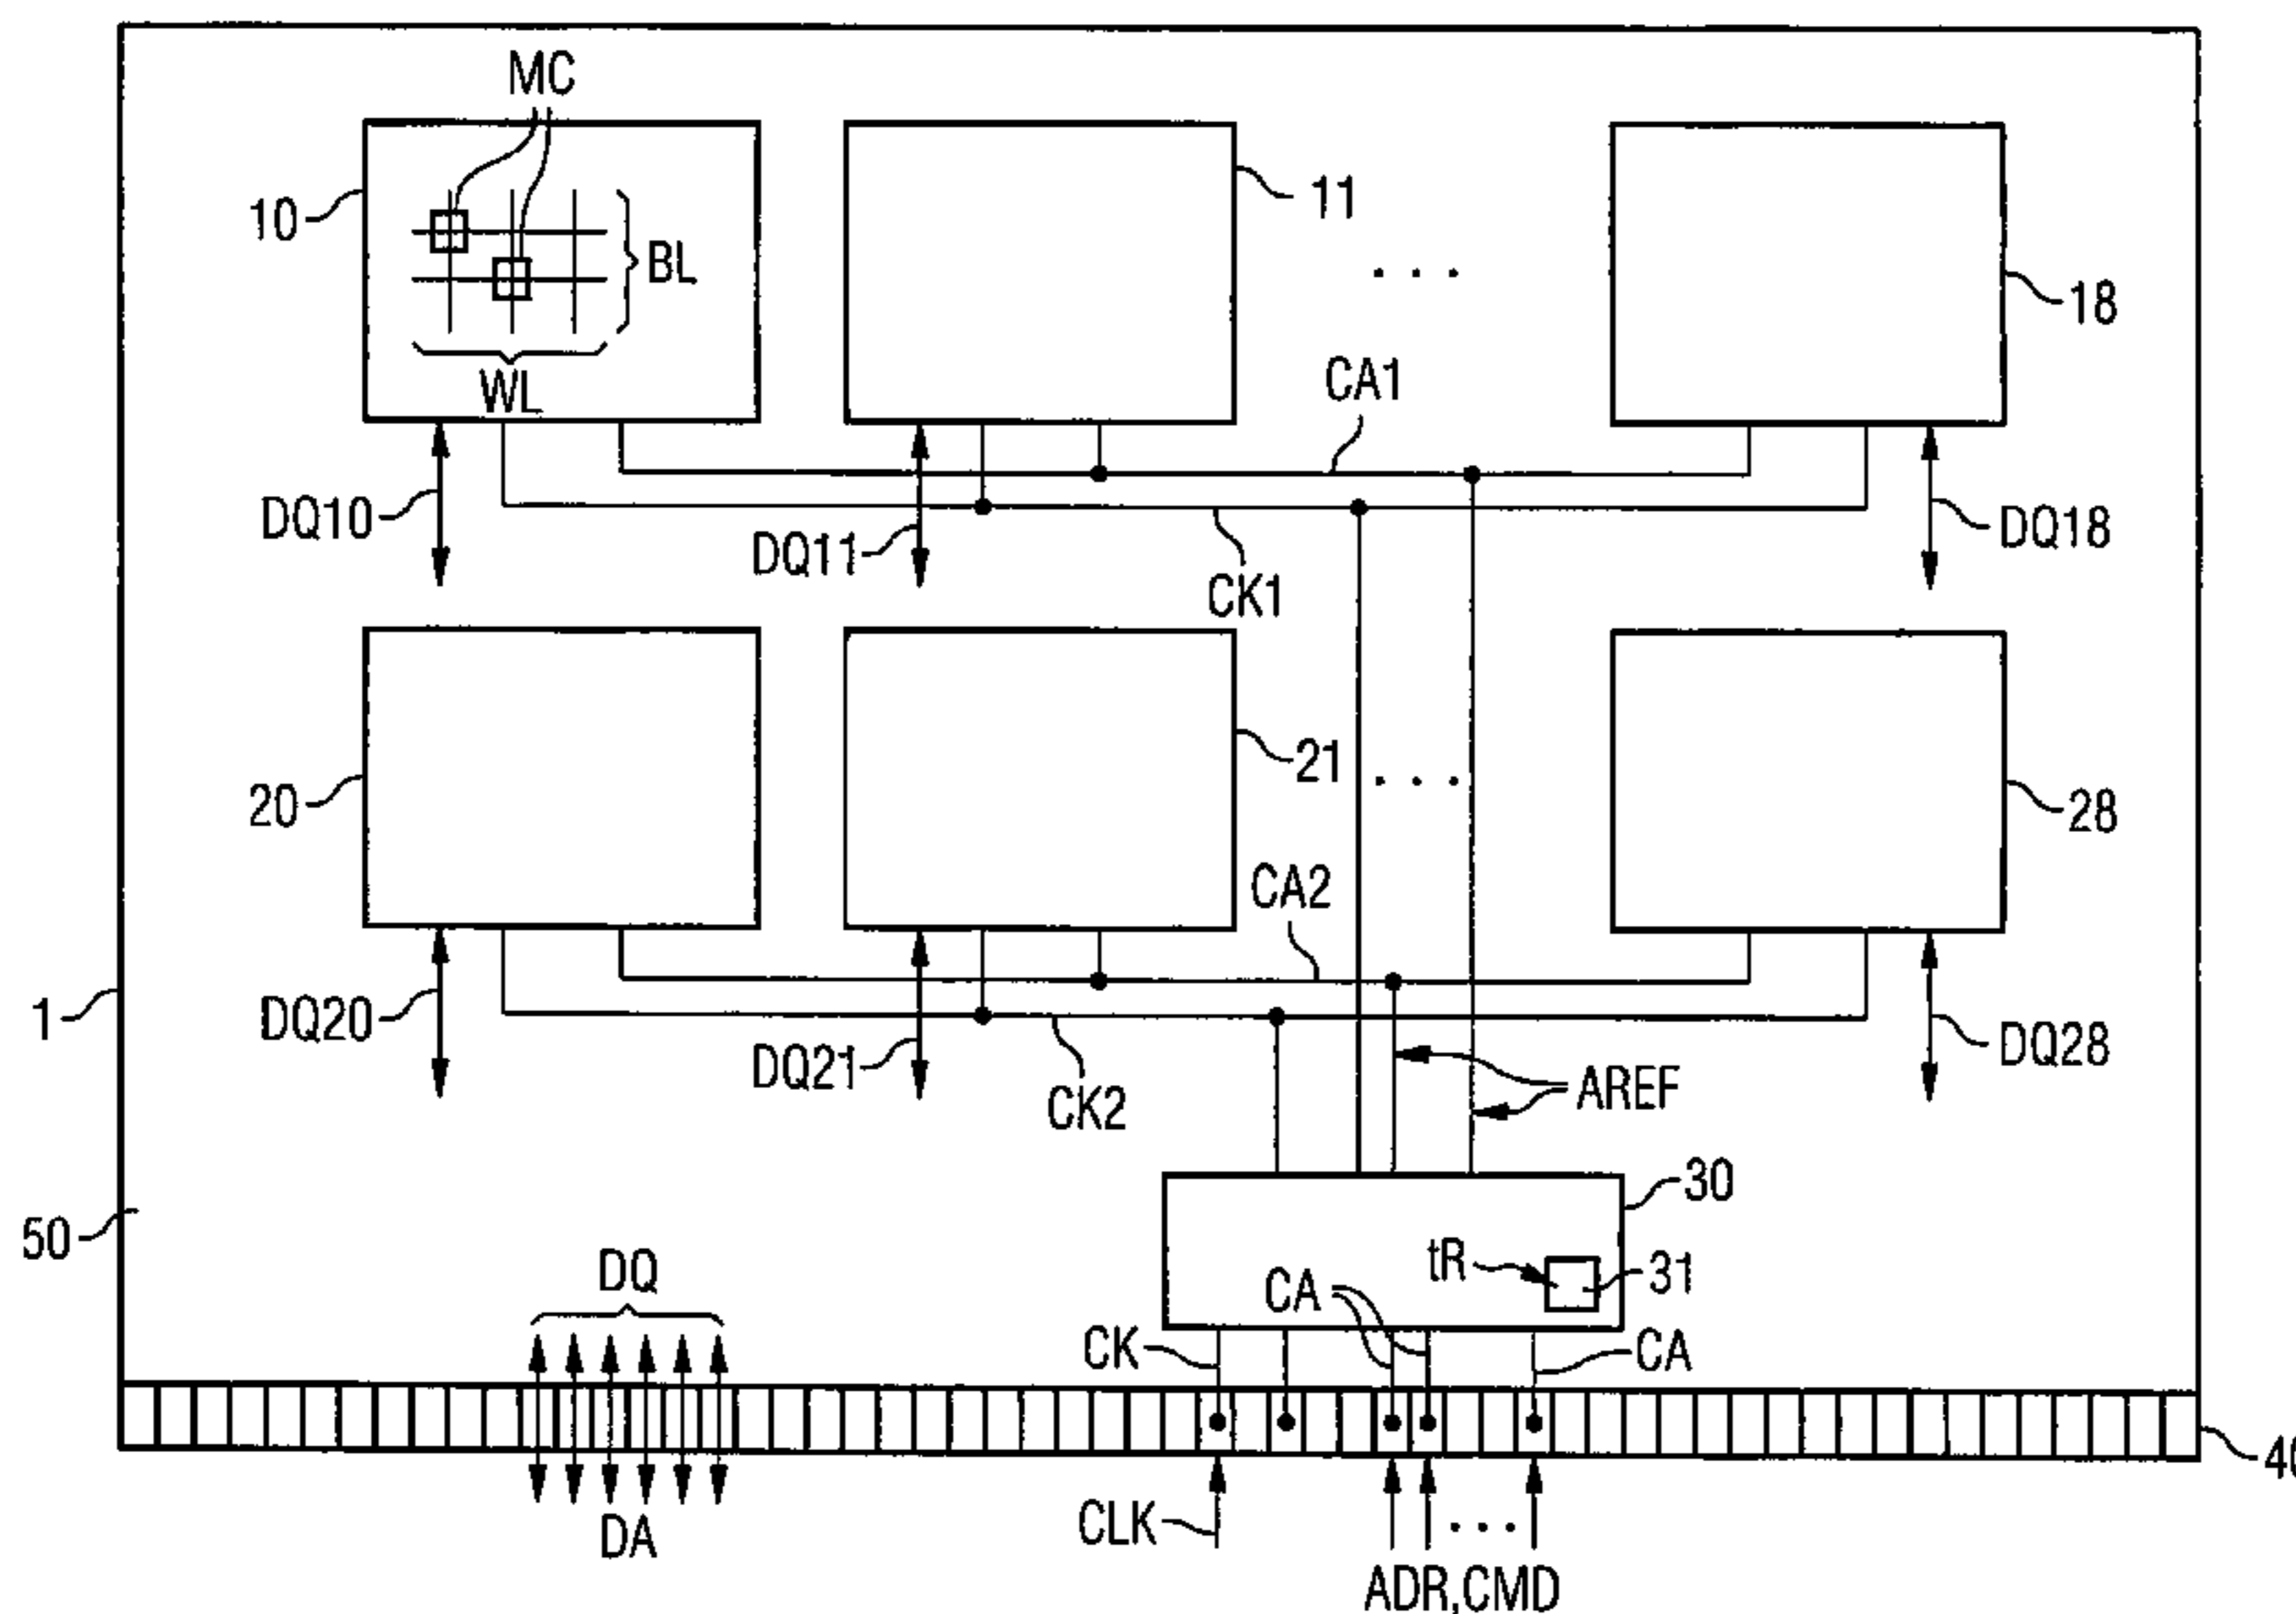 MC
10
11
BL
18
WL
CA1
DQ10
DQ11
CK1
DQ18
20
21
28
CA2
1
DQ20
DQ21
CK2
AREF
DQ28
30
50
DQ
tR
31
CA
CK
CA
40
CLK
DA
ADR,CMD